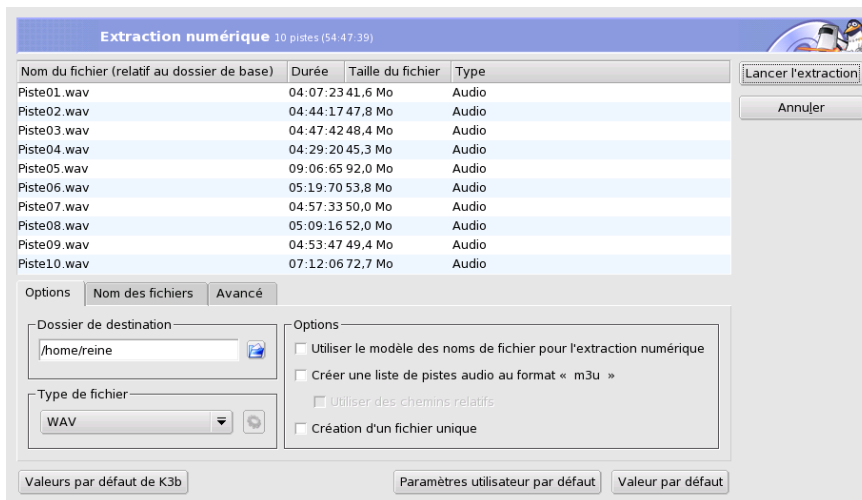 Extraction numérique 10 pistes (54:47:39)
Nom du fichier (relatif au dossier de base) Durée Taille du fichier Type
Piste01.wav 04:07:23 41,6 Mo Audio
Piste02.wav 04:44:17 47,8 Mo Audio
Piste03.wav 04:47:42 48,4 Mo Audio
Piste04.wav 04:29:20 45,3 Mo Audio
Piste05.wav 09:06:65 92,0 Mo Audio
Piste06.wav 05:19:70 53,8 Mo Audio
Piste07.wav 04:57:33 50,0 Mo Audio
Piste08.wav 05:09:16 52,0 Mo Audio
Piste09.wav 04:53:47 49,4 Mo Audio
Piste10.wav 07:12:06 72,7 Mo Audio
Lancer l'extraction
Annuler
Options Nom des fichiers Avancé
Dossier de destination
/home/reine
Type de fichier
WAV
Options
Utiliser le modèle des noms de fichier pour l'extraction numérique
Créer une liste de pistes audio au format « m3u »
Utiliser des chemins relatifs
Création d'un fichier unique
Valeurs par défaut de K3b Paramètres utilisateur par défaut Valeur par défaut